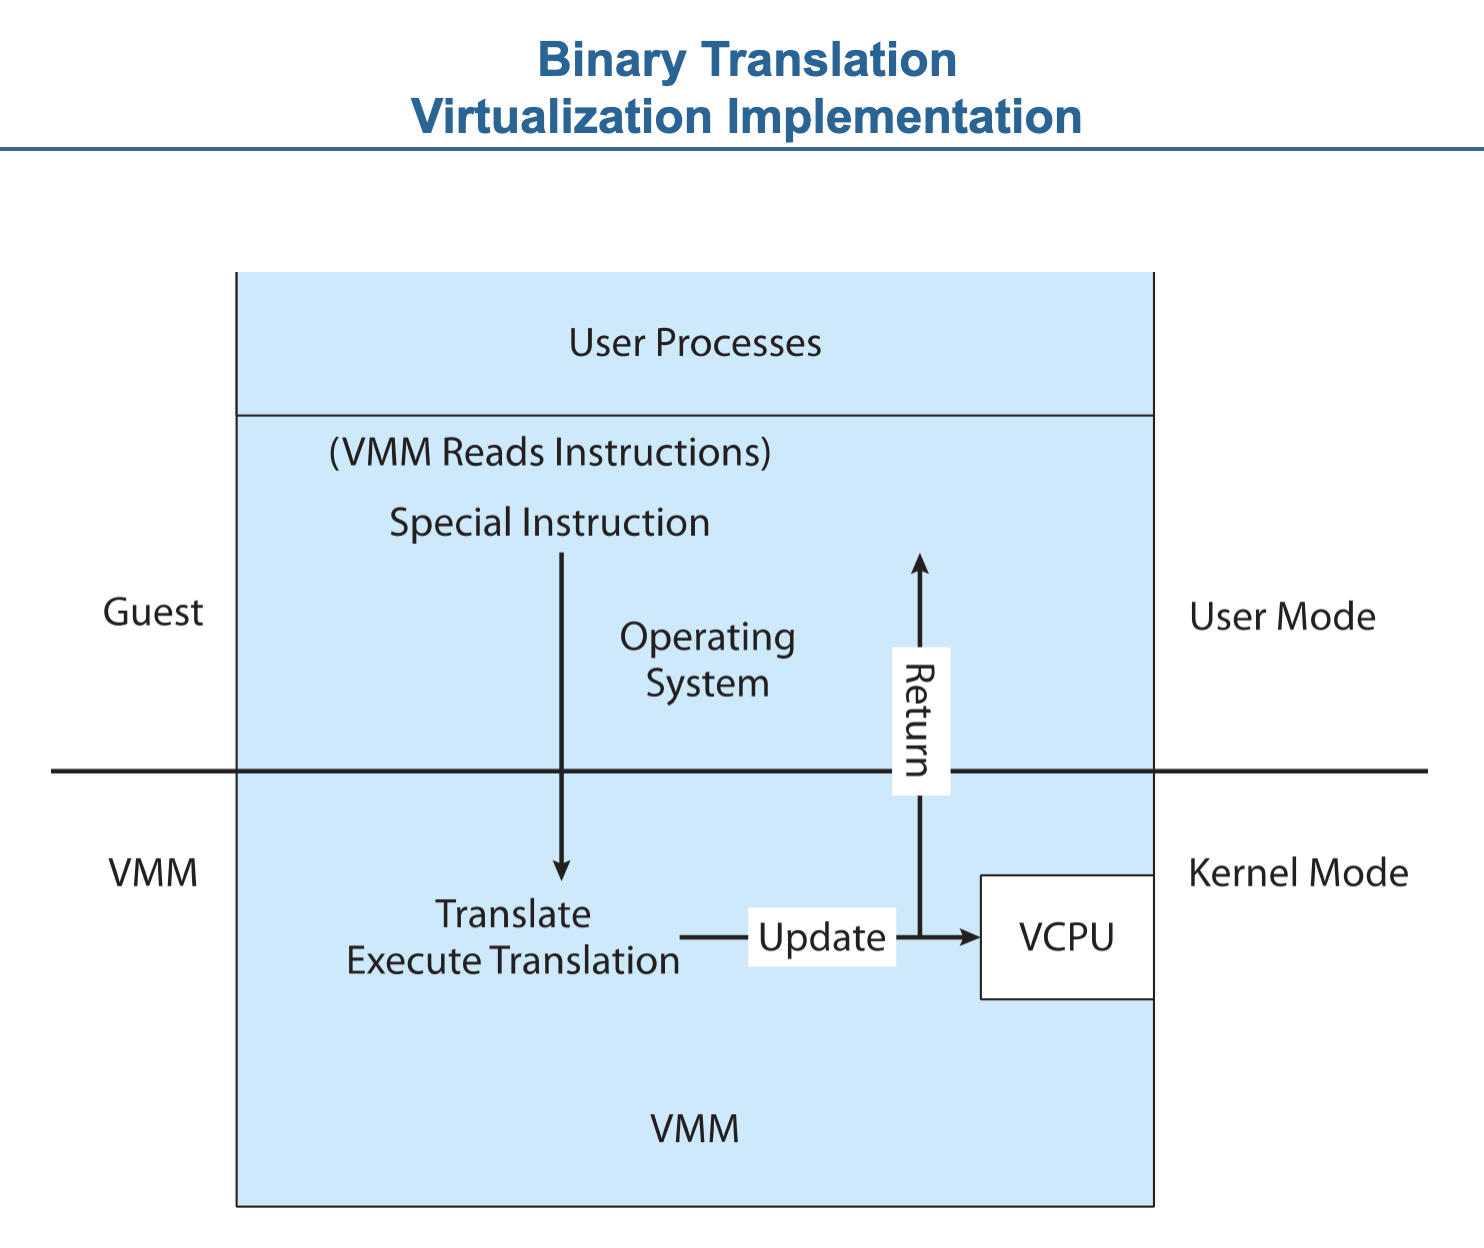 Binary Translation
Virtualization Implementation
User Processes
(VMM Reads Instructions)
Special Instruction
Guest
Operating
System
Return
User Mode
VMM
Kernel Mode
Translate
Execute Translation
Update
VCPU
VMM